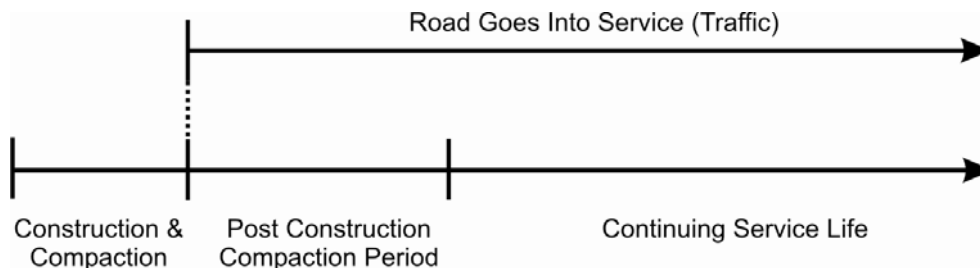 Road Goes Into Service (Traffic)
Construction &
Compaction
Post Construction
Compaction Period
Continuing Service Life